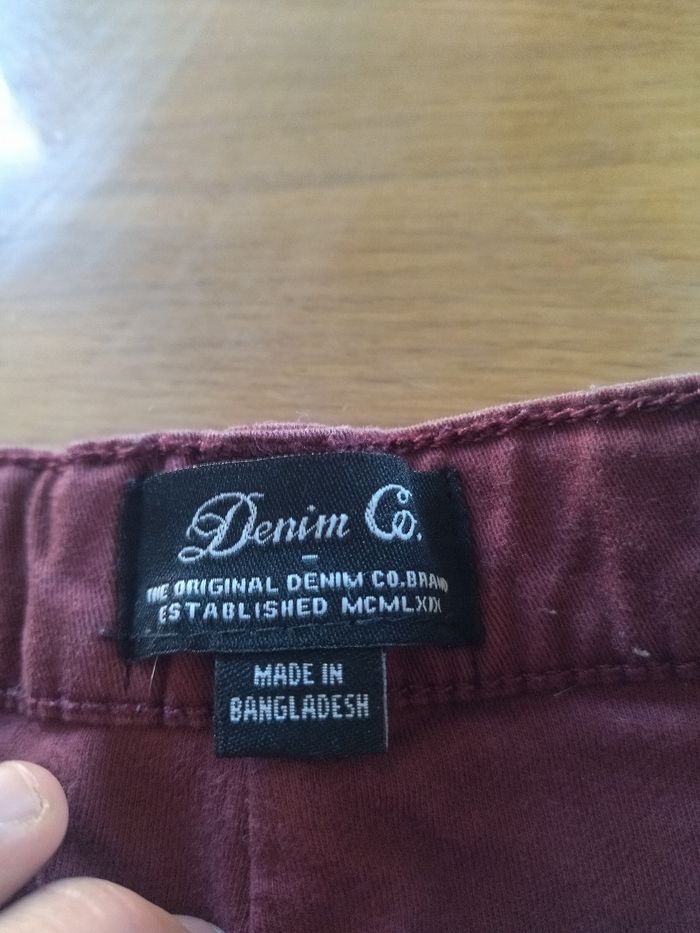 Denim Co.
-
THE ORIGINAL DENIM CO.BRAND
ESTABLISHED MCMLXIX
MADE IN
BANGLADESH